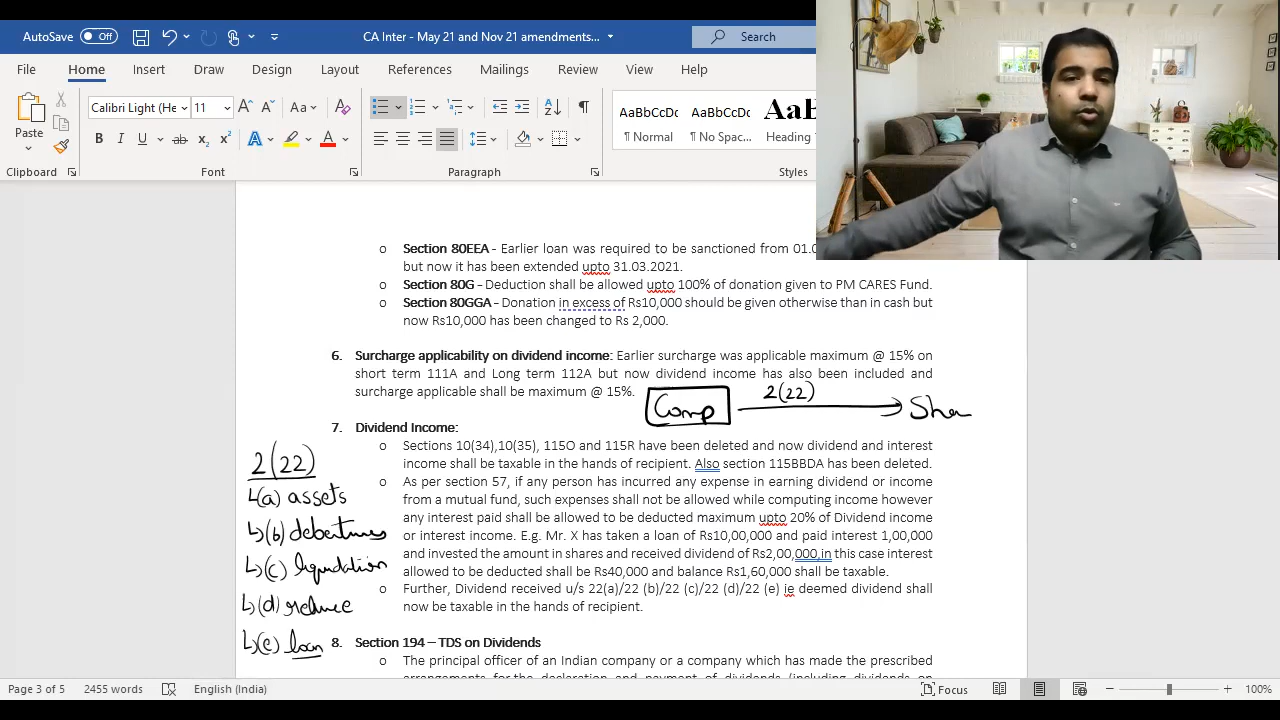 AutoSave Off CA Inter - May 21 and Nov 21 amendments... Search
File Home Insert Draw Design Layout References Mailings Review View Help
Paste
Calibri Light (He 11 Aa
AaBbCcDc AaBbCcDc
¶ Normal ¶ No Spac... Heading
Clipboard Font Paragraph Styles
o Section 80EEA - Earlier loan was required to be sanctioned from
but now it has been extended upto 31.03.2021.
o Section 80G - Deduction shall be allowed upto 100% of donation given to PM CARES Fund.
o Section 80GGA - Donation in excess of Rs10,000 should be given otherwise than in cash but
now Rs10,000 has been changed to Rs 2,000.
6. Surcharge applicability on dividend income: Earlier surcharge was applicable maximum @ 15% on
short term 111A and Long term 112A but now dividend income has also been included and
surcharge applicable shall be maximum @ 15%.
Comp 2(22) Sha
7. Dividend Income:
o Sections 10(34),10(35), 115O and 115R have been deleted and now dividend and interest
income shall be taxable in the hands of recipient. Also section 115BBDA has been deleted.
o As per section 57, if any person has incurred any expense in earning dividend or income
from a mutual fund, such expenses shall not be allowed while computing income however
any interest paid shall be allowed to be deducted maximum upto 20% of Dividend income
or interest income. E.g. Mr. X has taken a loan of Rs10,00,000 and paid interest 1,00,000
and invested the amount in shares and received dividend of Rs2,00,000,in this case interest
allowed to be deducted shall be Rs40,000 and balance Rs1,60,000 shall be taxable.
o Further, Dividend received u/s 22(a)/22 (b)/22 (c)/22 (d)/22 (e) ie deemed dividend shall
now be taxable in the hands of recipient.
2(22)
(a) assets
(b) debentures
(c) liquidation
(d) reduce
(e) loan
8. Section 194 – TDS on Dividends
o The principal officer of an Indian company or a company which has made the prescribed
arrangements for the declaration and payment of dividends (including dividends on
Page 3 of 5 2455 words English (India) Focus 100%